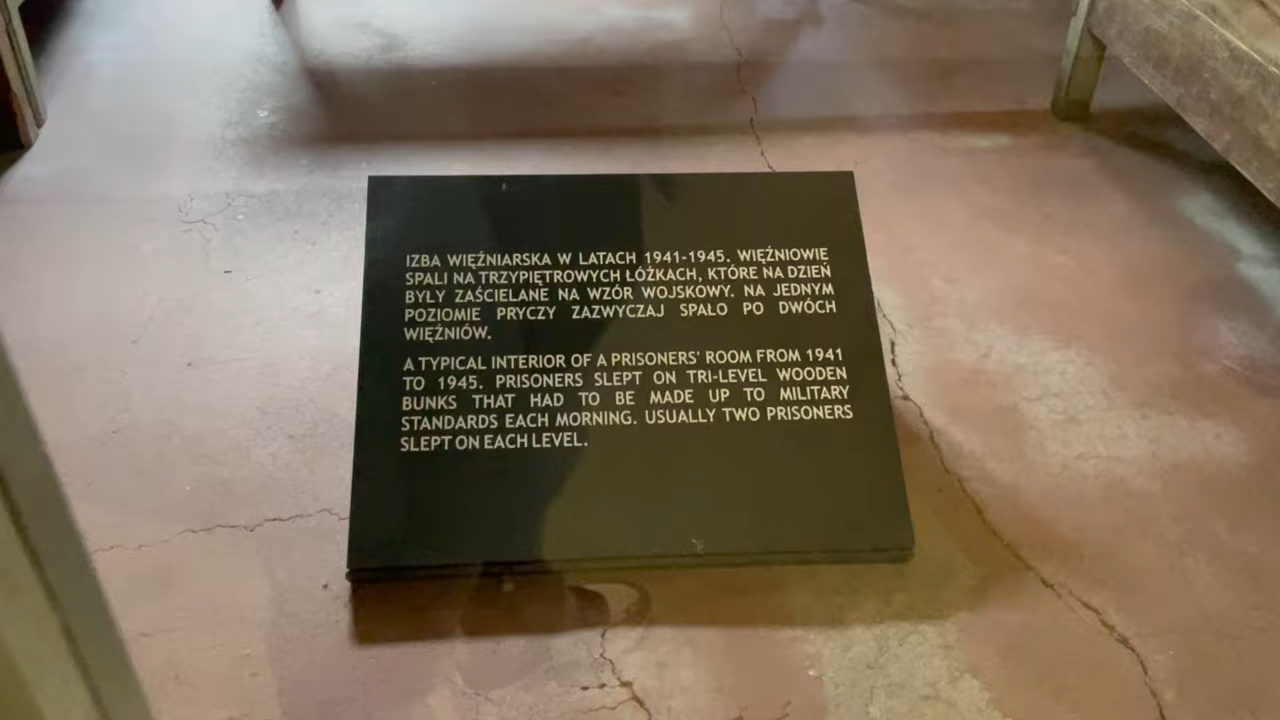 IZBA WIĘŹNIARSKA W LATACH 1941-1945. WIĘŹNIOWIE
SPALI NA TRZYPIĘTROWYCH ŁÓŻKACH, KTÓRE NA DZIEŃ
BYŁY ZAŚCIELANE NA WZÓR WOJSKOWY. NA JEDNYM
POZIOMIE PRYCZY ZAZWYCZAJ SPAŁO PO DWÓCH
WIĘŹNIÓW.
A TYPICAL INTERIOR OF A PRISONERS' ROOM FROM 1941
TO 1945. PRISONERS SLEPT ON TRI-LEVEL WOODEN
BUNKS THAT HAD TO BE MADE UP TO MILITARY
STANDARDS EACH MORNING. USUALLY TWO PRISONERS
SLEPT ON EACH LEVEL.